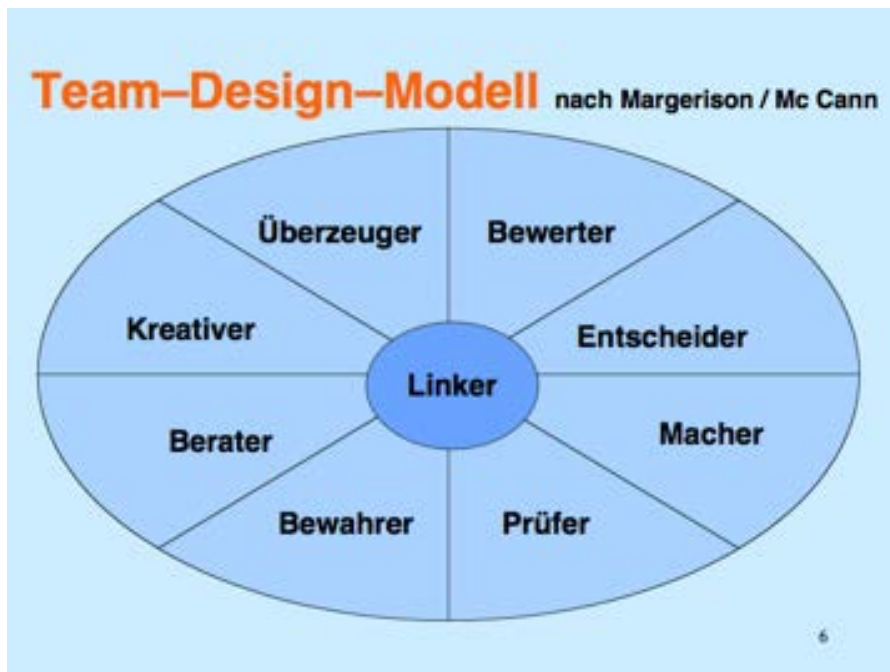 Team–Design–Modell nach Margerison / Mc Cann
Überzeuger Bewerter
Kreativer Entscheider
Linker
Berater Macher
Bewahrer Prüfer
6